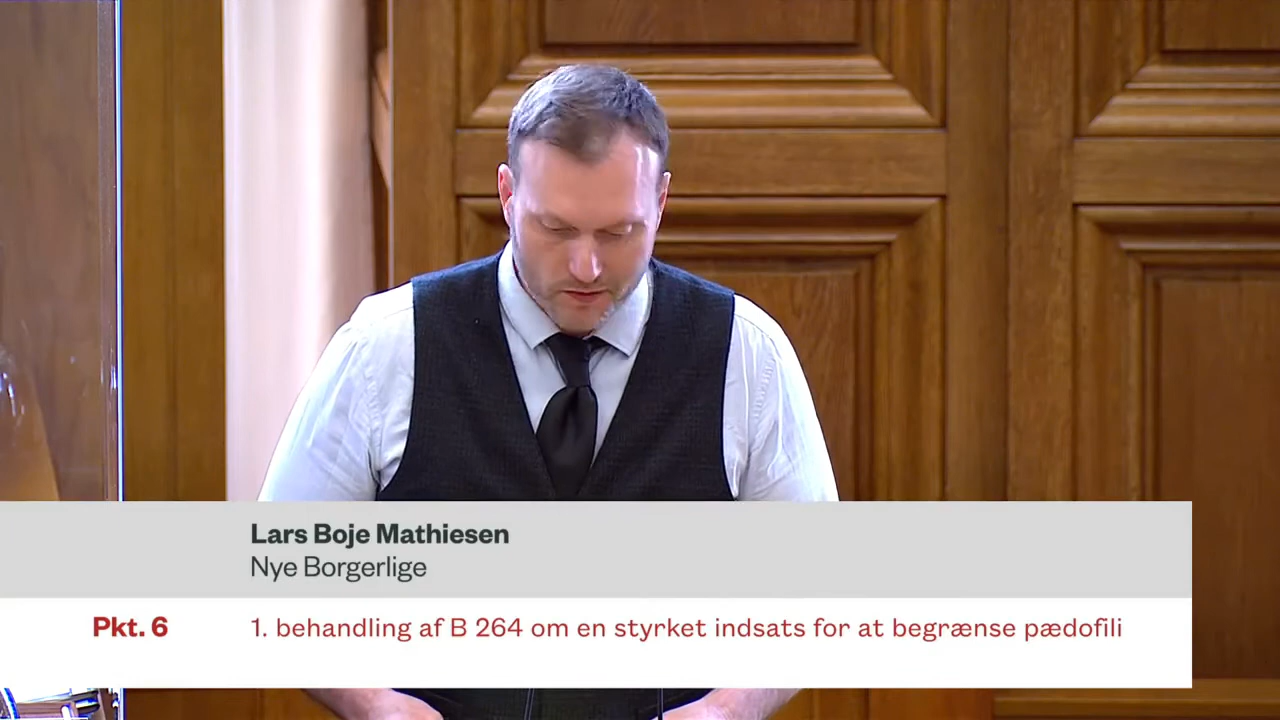 Lars Boje Mathiesen
Nye Borgerlige
Pkt. 6 1. behandling af B 264 om en styrket indsats for at begrænse pædofili